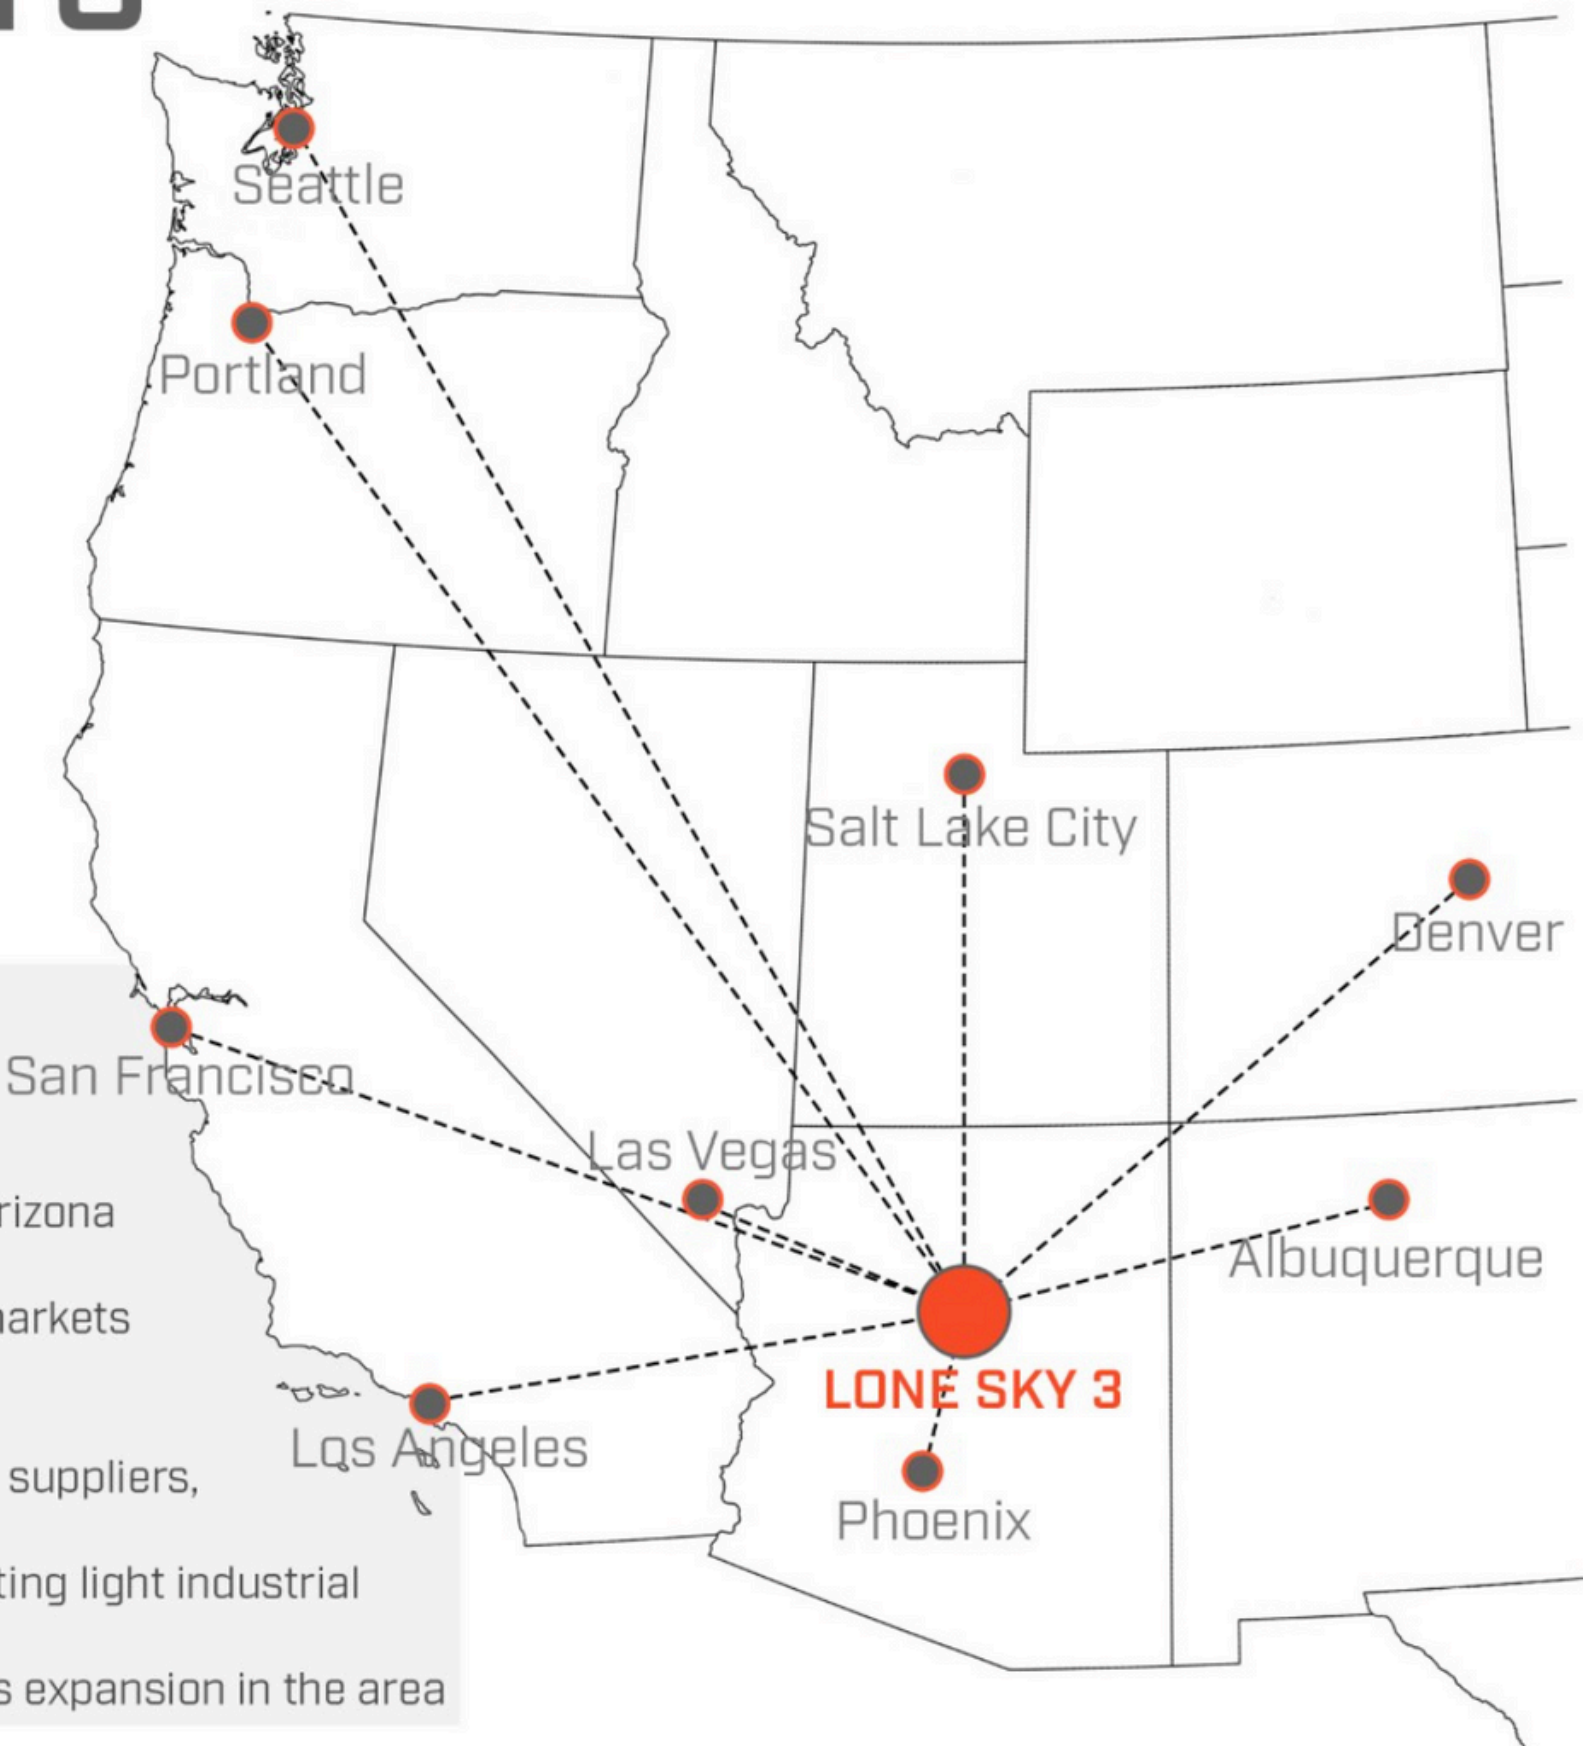 Seattle
Portland
Salt Lake City
Denver
San Francisco
Las Vegas
rizona
Albuquerque
arkets
LONE SKY 3
Los Angeles
suppliers,
Phoenix
ting light industrial
s expansion in the area